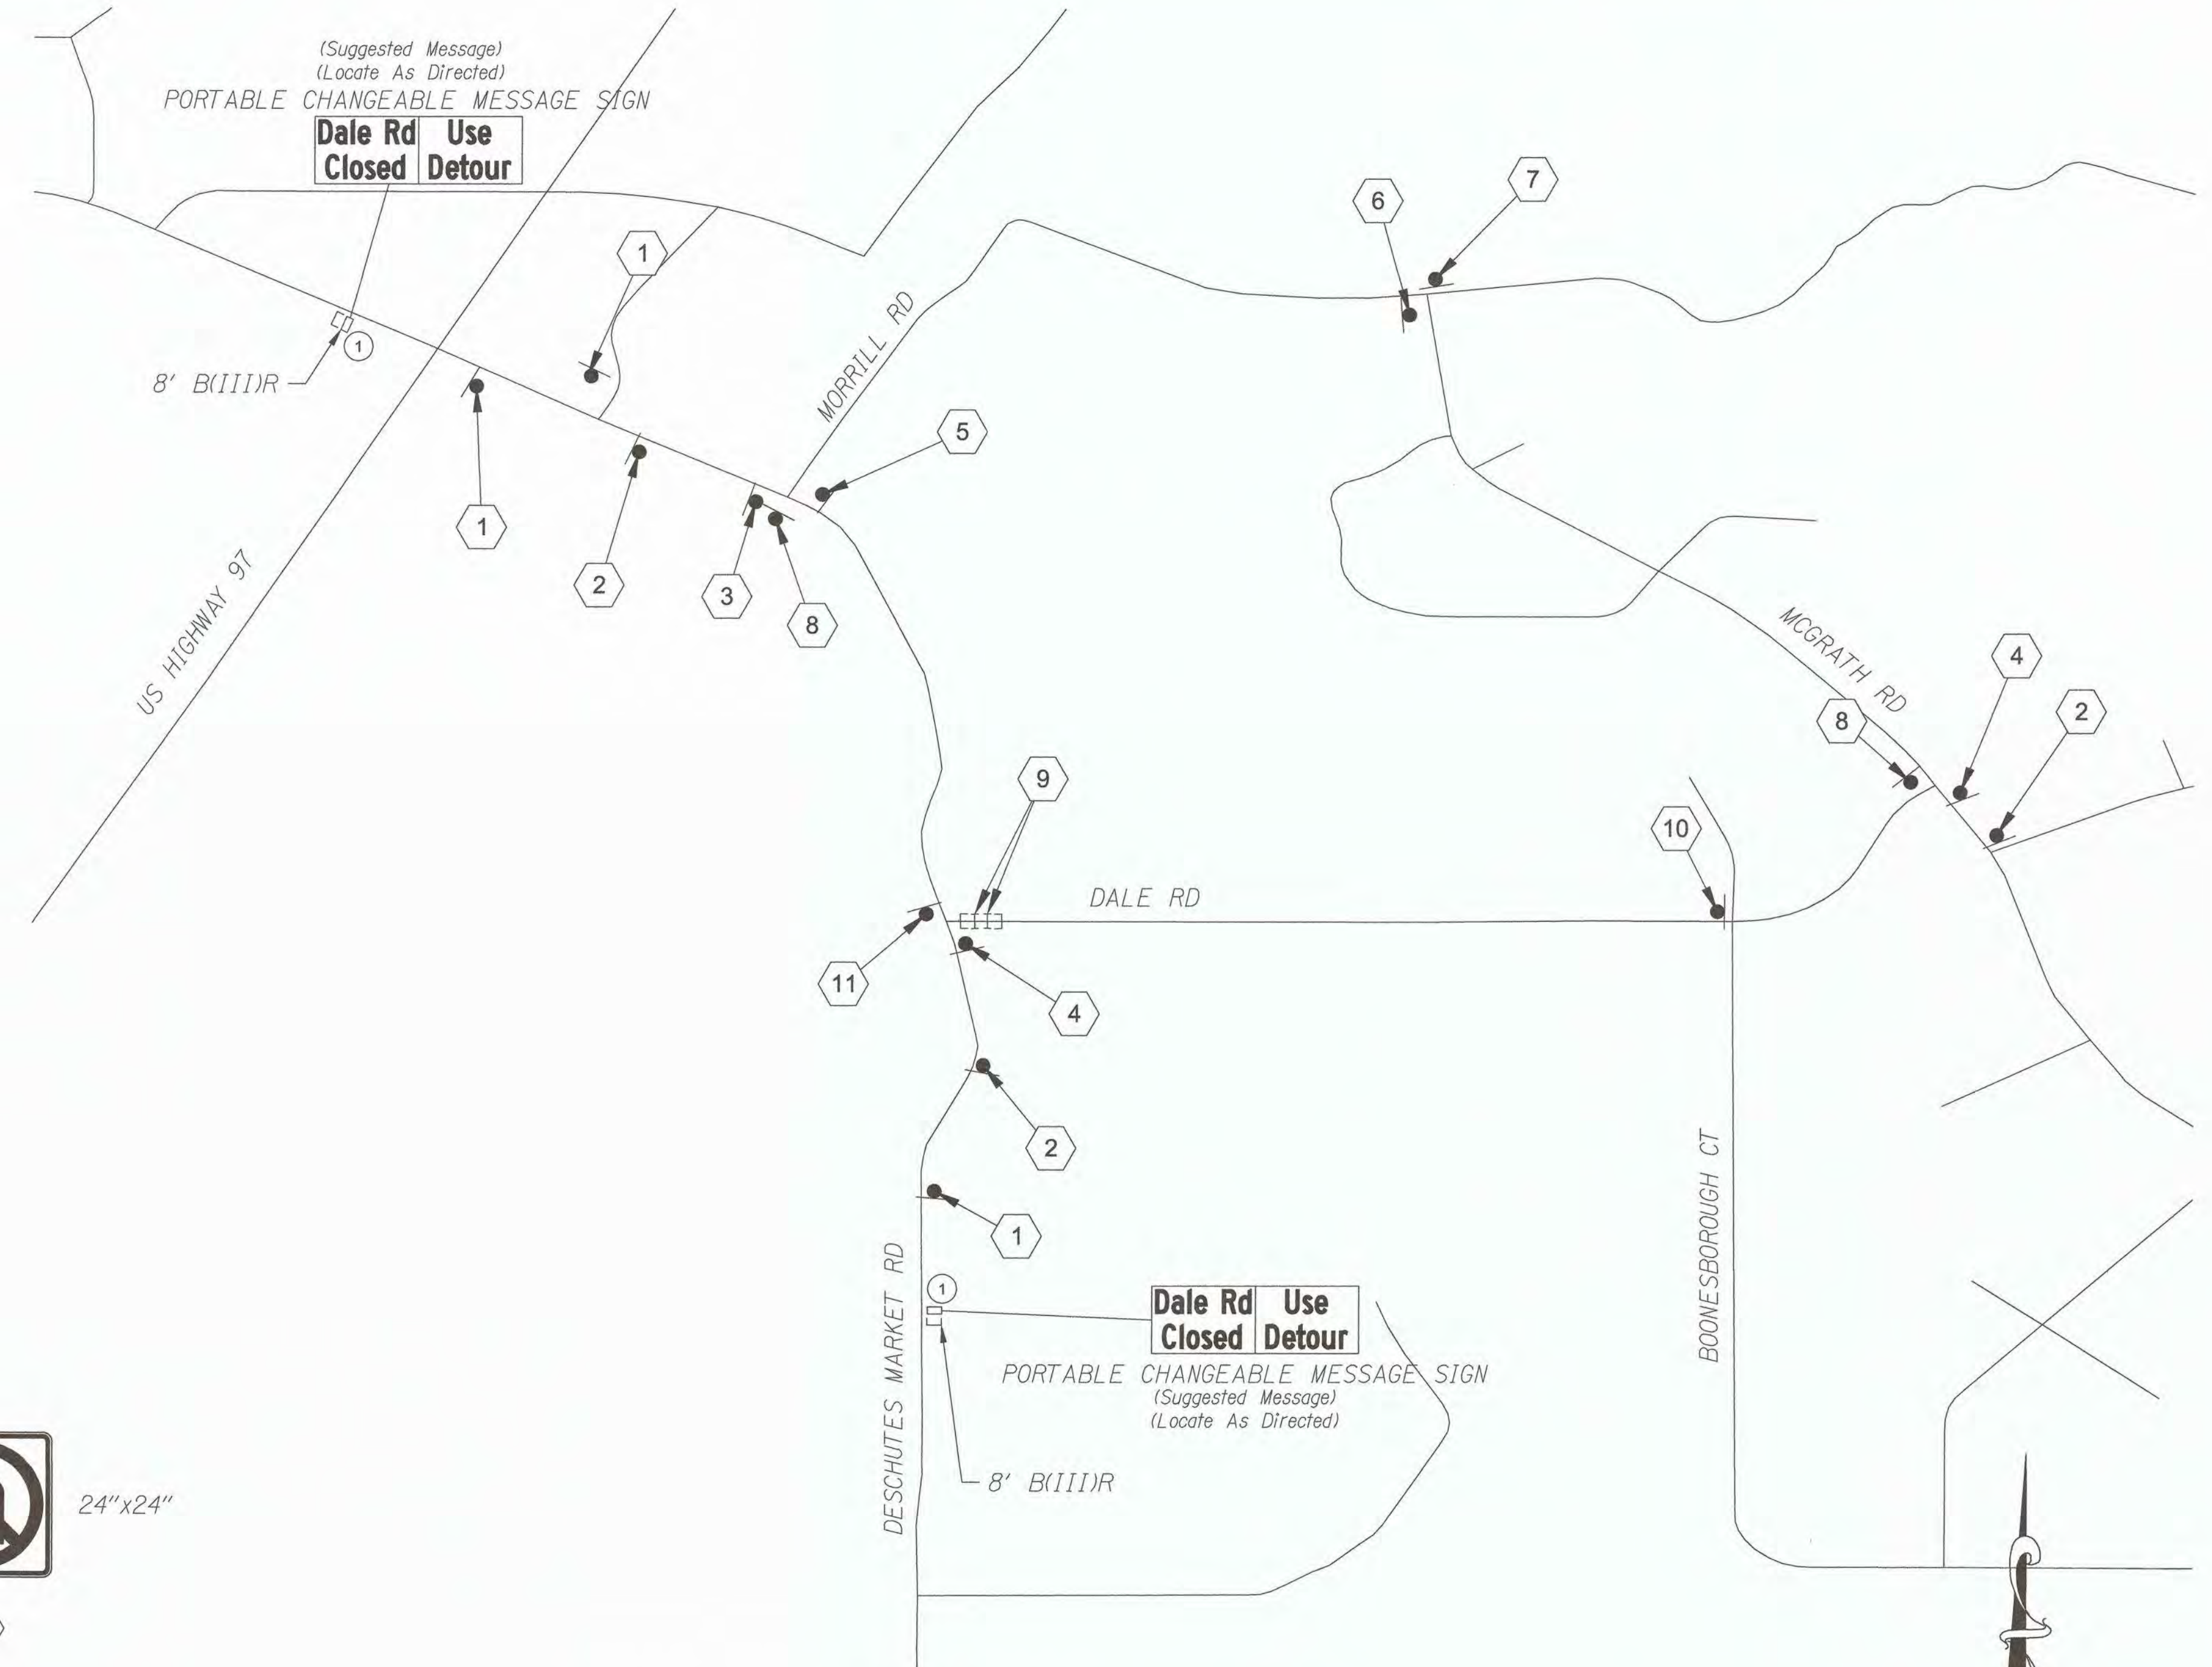 (Suggested Message)
(Locate As Directed)
PORTABLE CHANGEABLE MESSAGE SIGN
Dale Rd Use
Closed Detour
1
8' B(III)R
1
1
2
3
8
5
6
7
MORRILL RD
US HIGHWAY 97
MCGRATH RD
4
2
8
9
10
DALE RD
11
4
2
1
1
Dale Rd Use
Closed Detour
PORTABLE CHANGEABLE MESSAGE SIGN
(Suggested Message)
(Locate As Directed)
8' B(III)R
DESCHUTES MARKET RD
BOONESBOROUGH CT
24"x24"